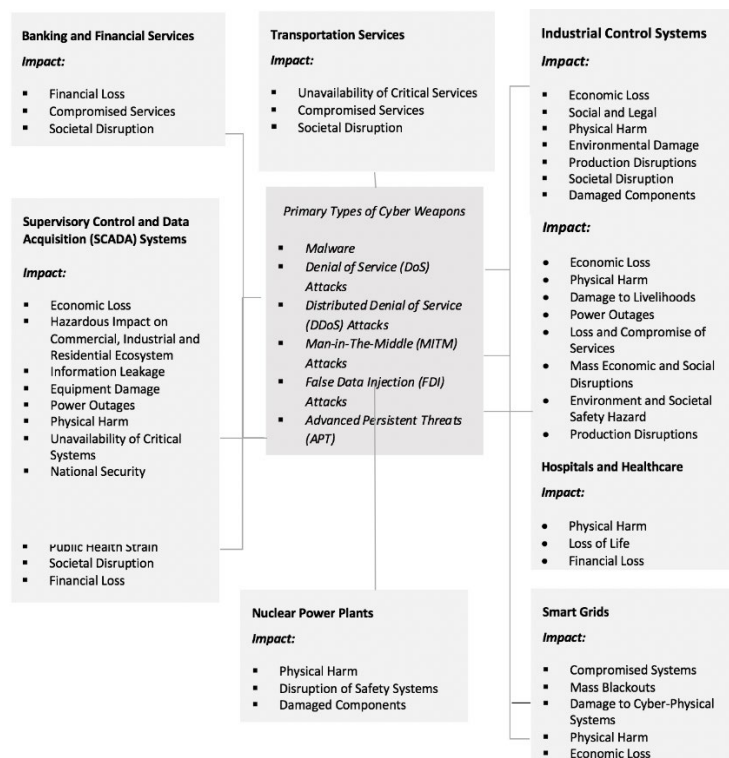 Banking and Financial Services
Impact:
▪ Financial Loss
▪ Compromised Services
▪ Societal Disruption
Transportation Services
Impact:
▪ Unavailability of Critical Services
▪ Compromised Services
▪ Societal Disruption
Industrial Control Systems
Impact:
▪ Economic Loss
▪ Social and Legal
▪ Physical Harm
▪ Environmental Damage
▪ Production Disruptions
▪ Societal Disruption
▪ Damaged Components
Supervisory Control and Data
Acquisition (SCADA) Systems
Impact:
▪ Economic Loss
▪ Hazardous Impact on
Commercial, Industrial and
Residential Ecosystem
▪ Information Leakage
▪ Equipment Damage
▪ Power Outages
▪ Physical Harm
▪ Unavailability of Critical
Systems
▪ National Security
▪ Public Health Strain
▪ Societal Disruption
▪ Financial Loss
Primary Types of Cyber Weapons
▪ Malware
▪ Denial of Service (DoS)
Attacks
▪ Distributed Denial of Service
(DDoS) Attacks
▪ Man-in-The-Middle (MITM)
Attacks
▪ False Data Injection (FDI)
Attacks
▪ Advanced Persistent Threats
(APT)
Impact:
● Economic Loss
● Physical Harm
● Damage to Livelihoods
● Power Outages
● Loss and Compromise of
Services
● Mass Economic and Social
Disruptions
● Environment and Societal
Safety Hazard
● Production Disruptions
Hospitals and Healthcare
Impact:
● Physical Harm
● Loss of Life
● Financial Loss
Nuclear Power Plants
Impact:
▪ Physical Harm
▪ Disruption of Safety Systems
▪ Damaged Components
Smart Grids
Impact:
▪ Compromised Systems
▪ Mass Blackouts
▪ Damage to Cyber-Physical
Systems
▪ Physical Harm
▪ Economic Loss